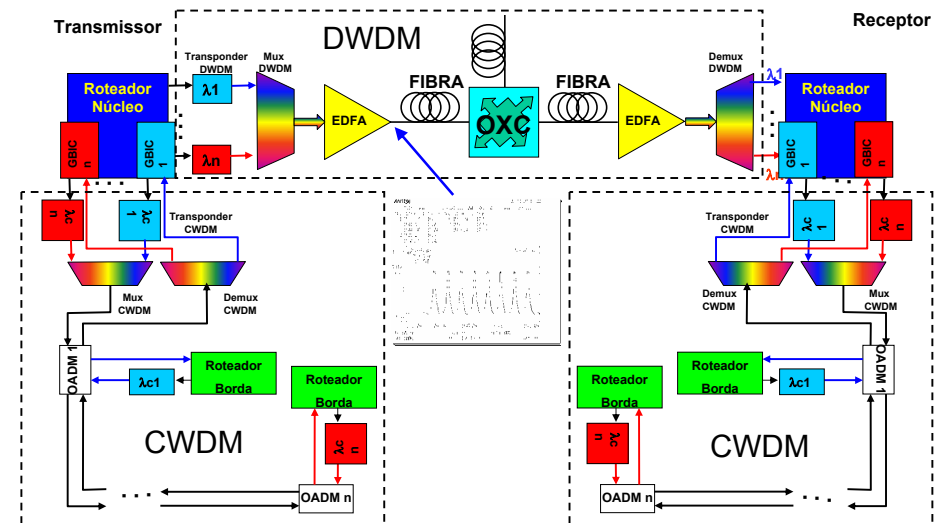 Transmissor
Receptor
DWDM
Transponder
DWDM
Mux
DWDM
Demux
DWDM
Roteador
Núcleo
λ1
λn
EDFA
FIBRA
OXC
FIBRA
EDFA
λ1
Roteador
Núcleo
GBIC n
GBIC 1
GBIC 1
GBIC n
λc n
λc 1
Transponder
CWDM
Mux
CWDM
Demux
CWDM
Transponder
CWDM
λc 1
λc n
Demux
CWDM
Mux
CWDM
OADM 1
Roteador
Borda
λc1
Roteador
Borda
λc n
CWDM
OADM n
Roteador
Borda
λc1
OADM 1
Roteador
Borda
λc n
CWDM
OADM n